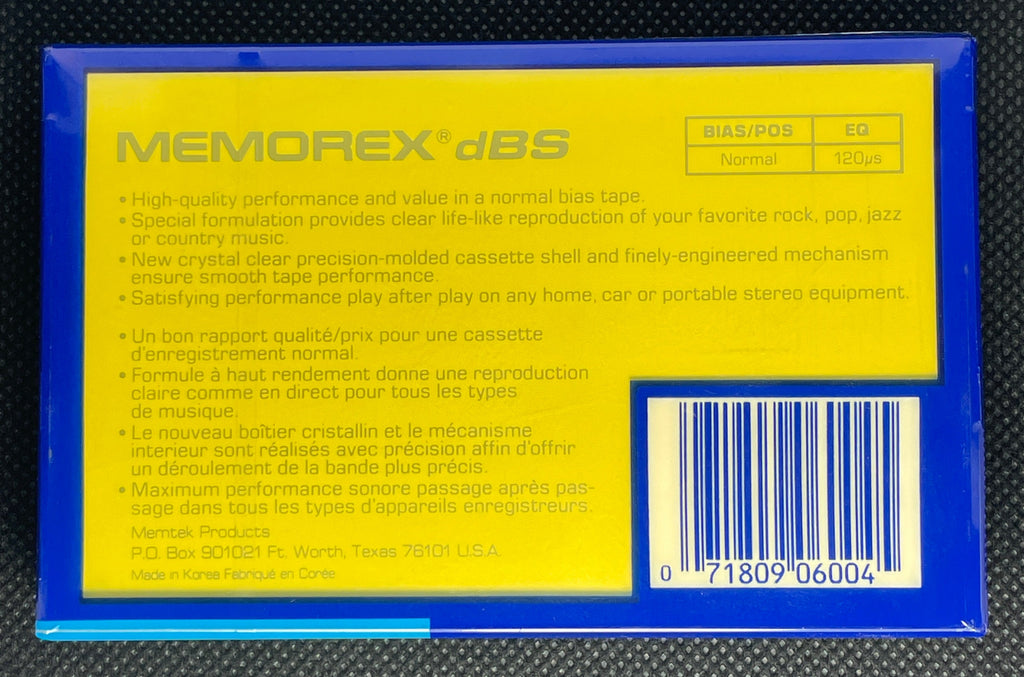 MEMOREX® dBS
BIAS/POS EQ
Normal 120µs
• High-quality performance and value in a normal bias tape.
• Special formulation provides clear life-like reproduction of your favorite rock, pop, jazz
or country music.
• New crystal clear precision-molded cassette shell and finely-engineered mechanism
ensure smooth tape performance.
• Satisfying performance play after play on any home, car or portable stereo equipment.
• Un bon rapport qualité/prix pour une cassette
d'enregistrement normal.
• Formule à haut rendement donne une reproduction
claire comme en direct pour tous les types
de musique.
• Le nouveau boîtier cristallin et le mécanisme
interieur sont réalisés avec précision affin d'offrir
un déroulement de la bande plus précis.
• Maximum performance sonore passage après pas-
sage dans tous les types d'appareils enregistreurs.
Memtek Products
P.O. Box 901021 Ft. Worth, Texas 76101 U.S.A.
Made in Korea Fabriqué en Corée
0 71809 06004